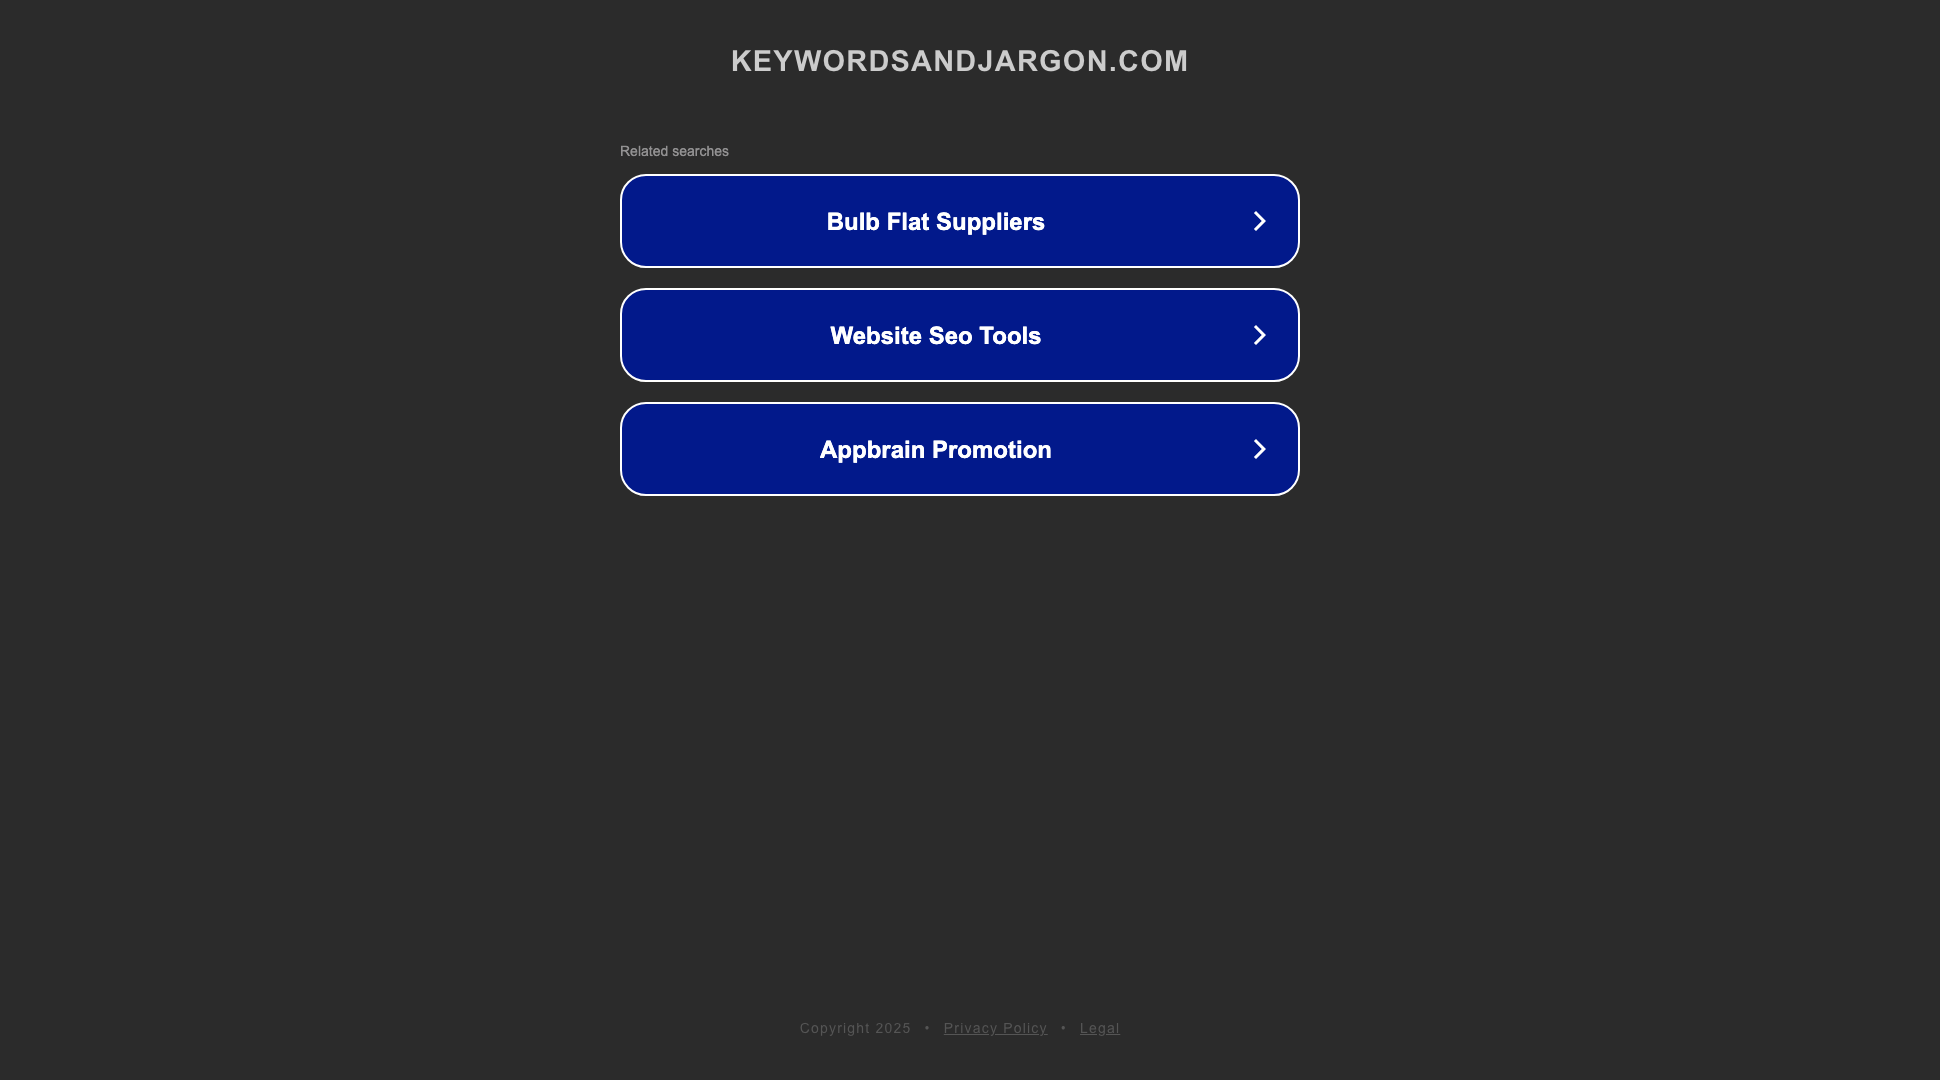 KEYWORDSANDJARGON.COM
Related searches
Bulb Flat Suppliers
Website Seo Tools
Appbrain Promotion
Copyright 2025 • Privacy Policy • Legal